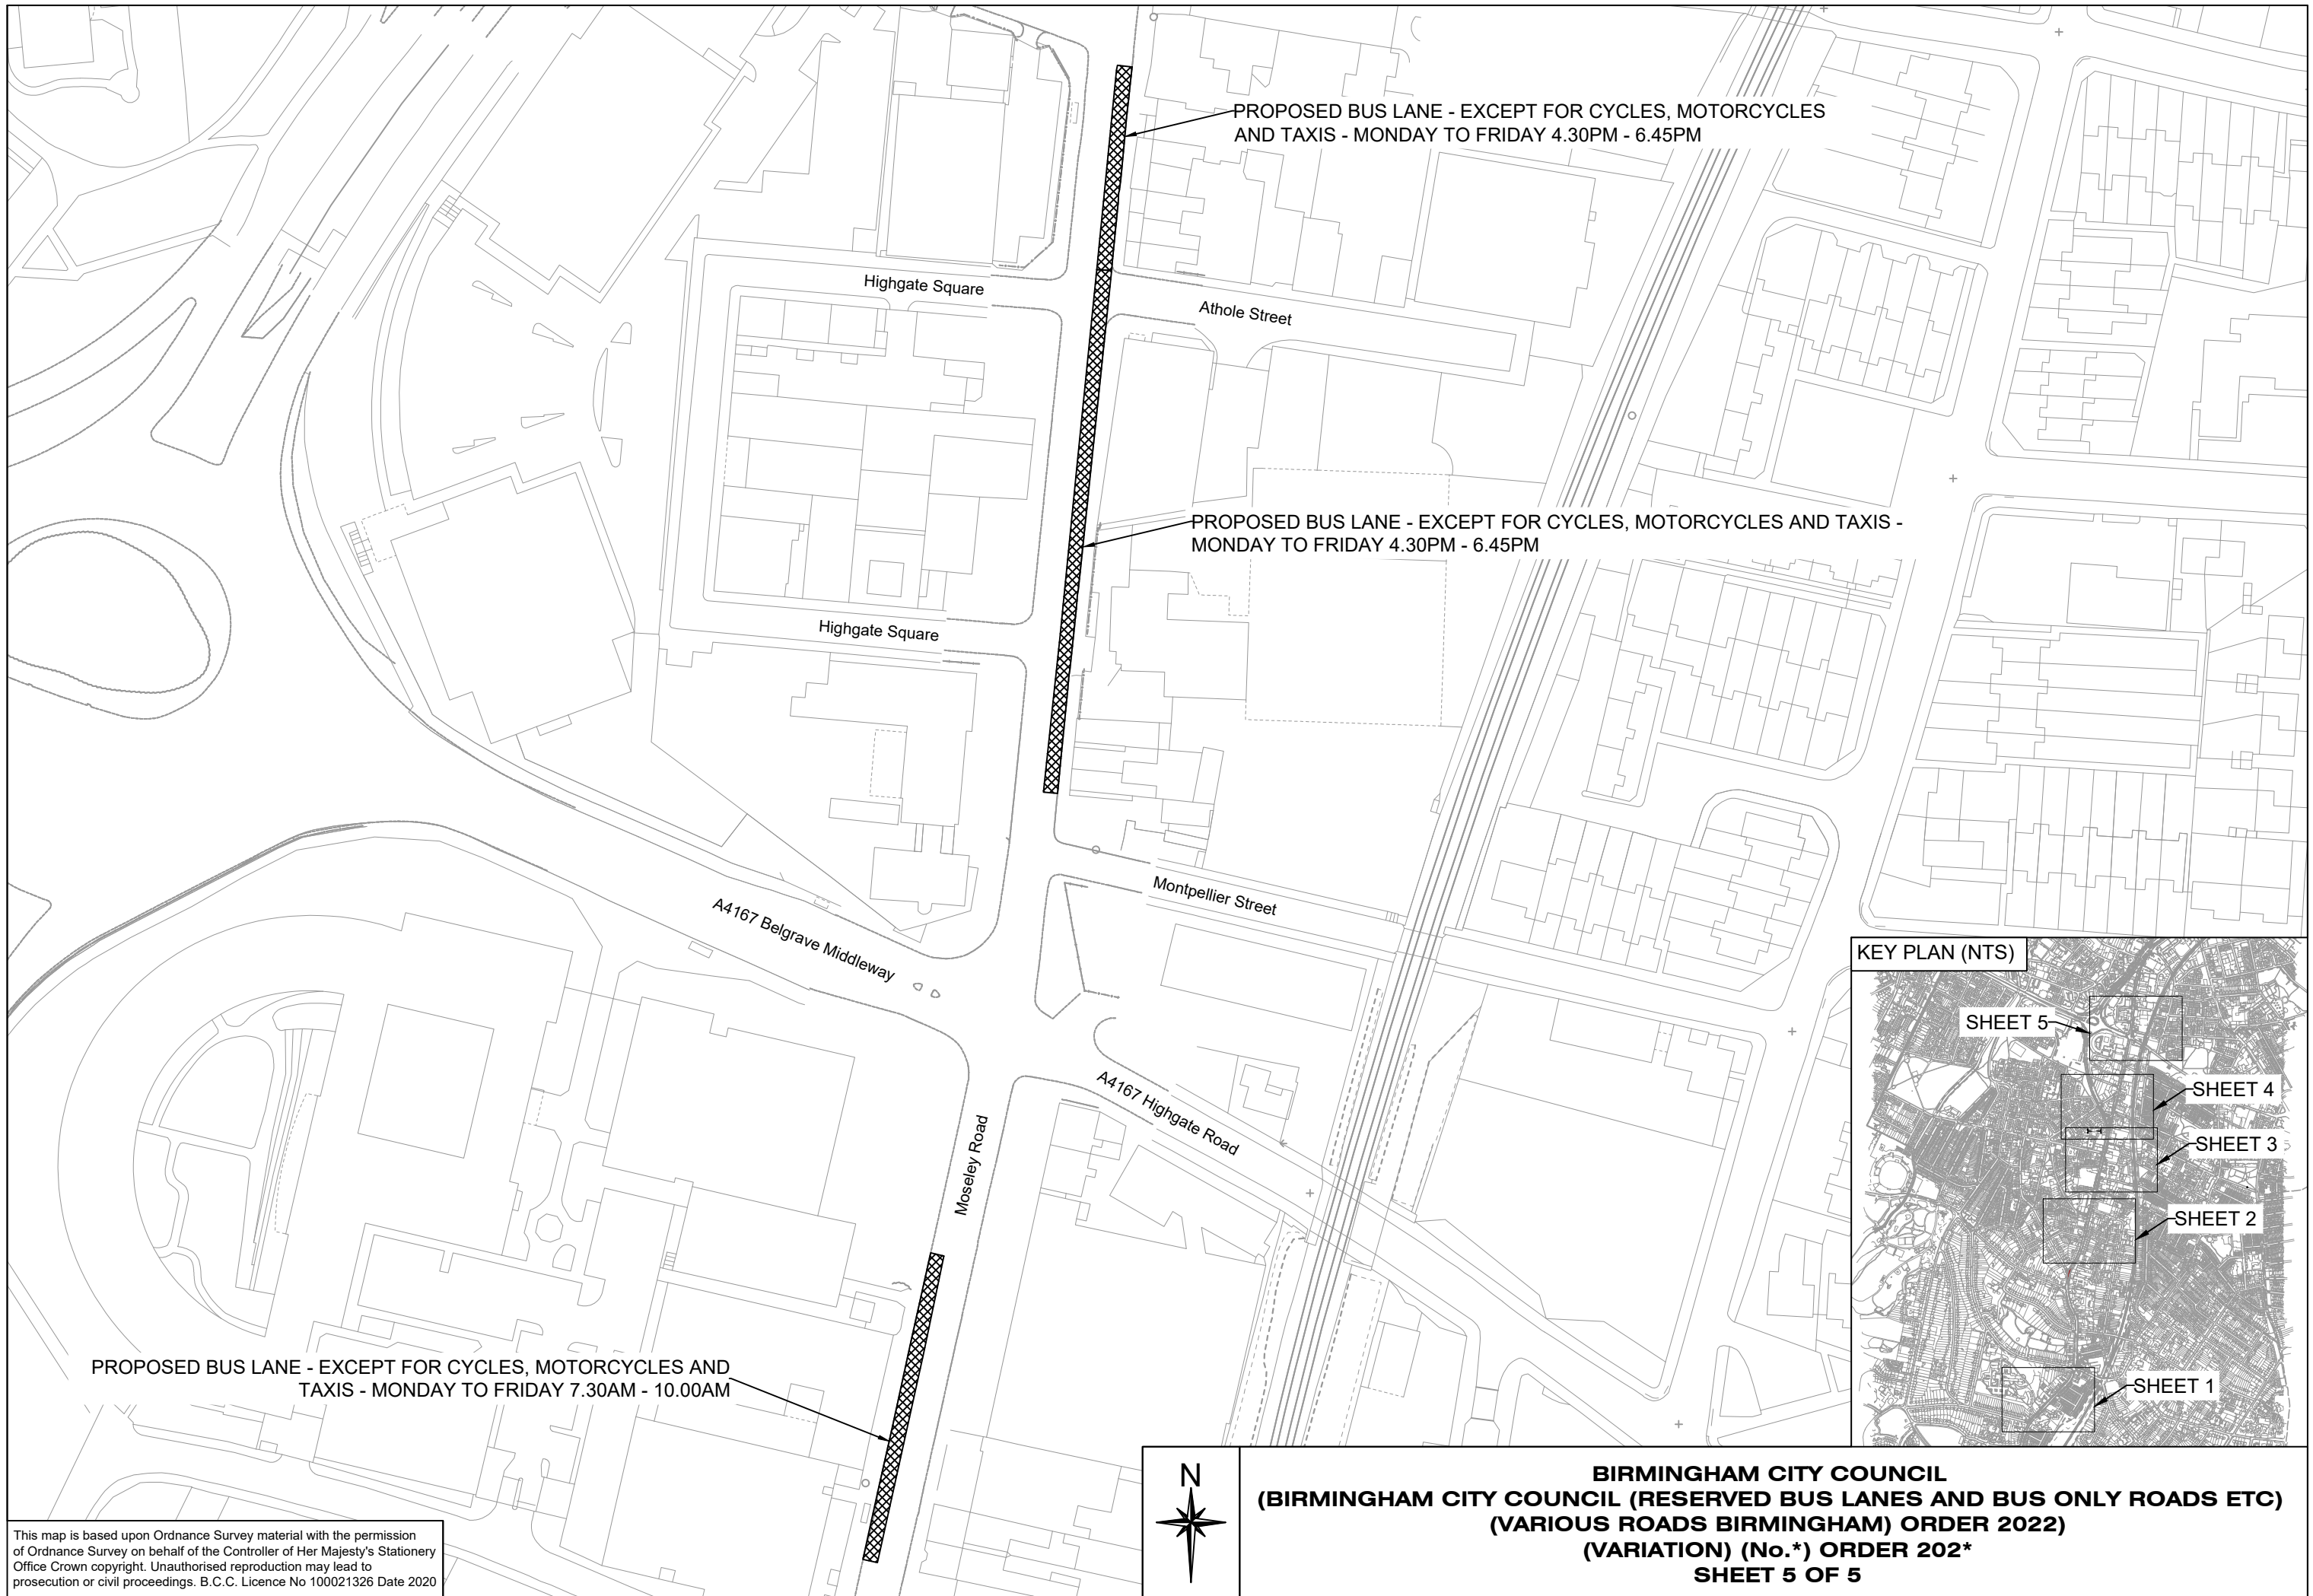 PROPOSED BUS LANE - EXCEPT FOR CYCLES, MOTORCYCLES
AND TAXIS - MONDAY TO FRIDAY 4.30PM - 6.45PM
Highgate Square
Athole Street
PROPOSED BUS LANE - EXCEPT FOR CYCLES, MOTORCYCLES AND TAXIS -
MONDAY TO FRIDAY 4.30PM - 6.45PM
Highgate Square
Montpellier Street
A4167 Belgrave Middleway
A4167 Highgate Road
Moseley Road
PROPOSED BUS LANE - EXCEPT FOR CYCLES, MOTORCYCLES AND
TAXIS - MONDAY TO FRIDAY 7.30AM - 10.00AM
KEY PLAN (NTS)
SHEET 5
SHEET 4
SHEET 3
SHEET 2
SHEET 1
This map is based upon Ordnance Survey material with the permission
of Ordnance Survey on behalf of the Controller of Her Majesty's Stationery
Office Crown copyright. Unauthorised reproduction may lead to
prosecution or civil proceedings. B.C.C. Licence No 100021326 Date 2020
N
BIRMINGHAM CITY COUNCIL
(BIRMINGHAM CITY COUNCIL (RESERVED BUS LANES AND BUS ONLY ROADS ETC)
(VARIOUS ROADS BIRMINGHAM) ORDER 2022)
(VARIATION) (No.*) ORDER 202*
SHEET 5 OF 5